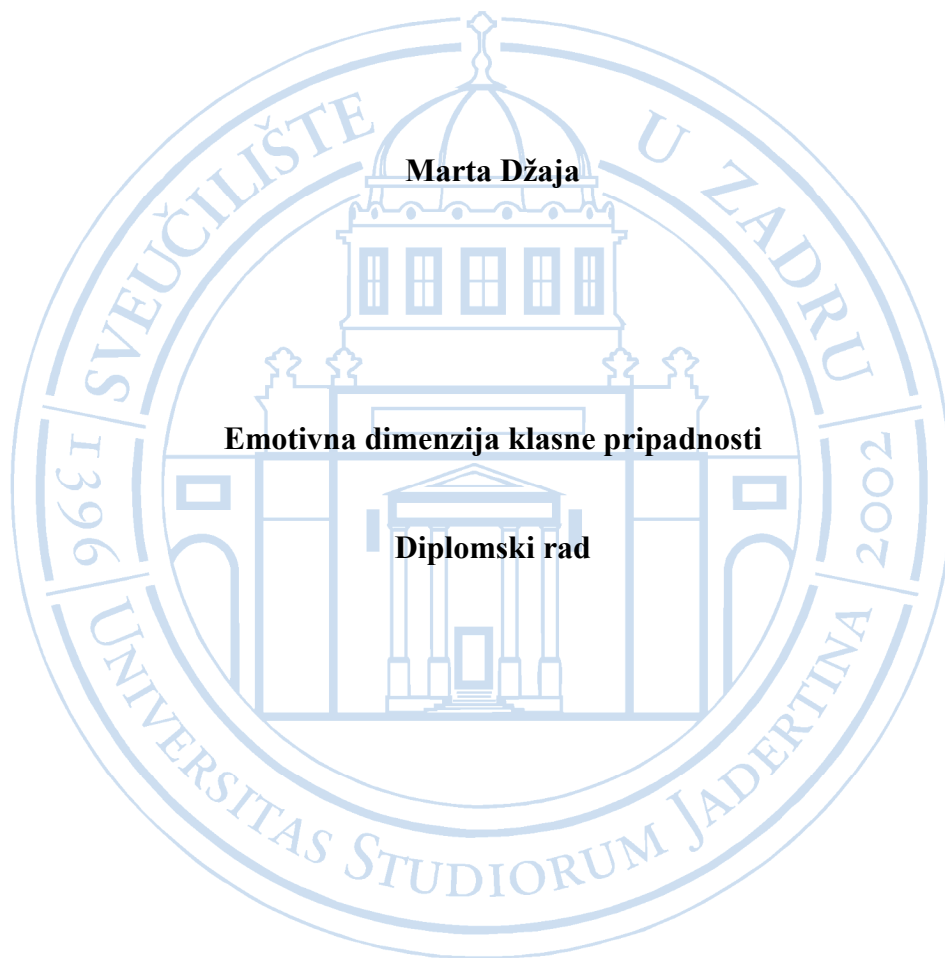 SVEUČILIŠTE U ZADRU
Marta Džaja
Emotivna dimenzija klasne pripadnosti
1396
2002
Diplomski rad
UNIVERSITAS STUDIORUM JADERTINA